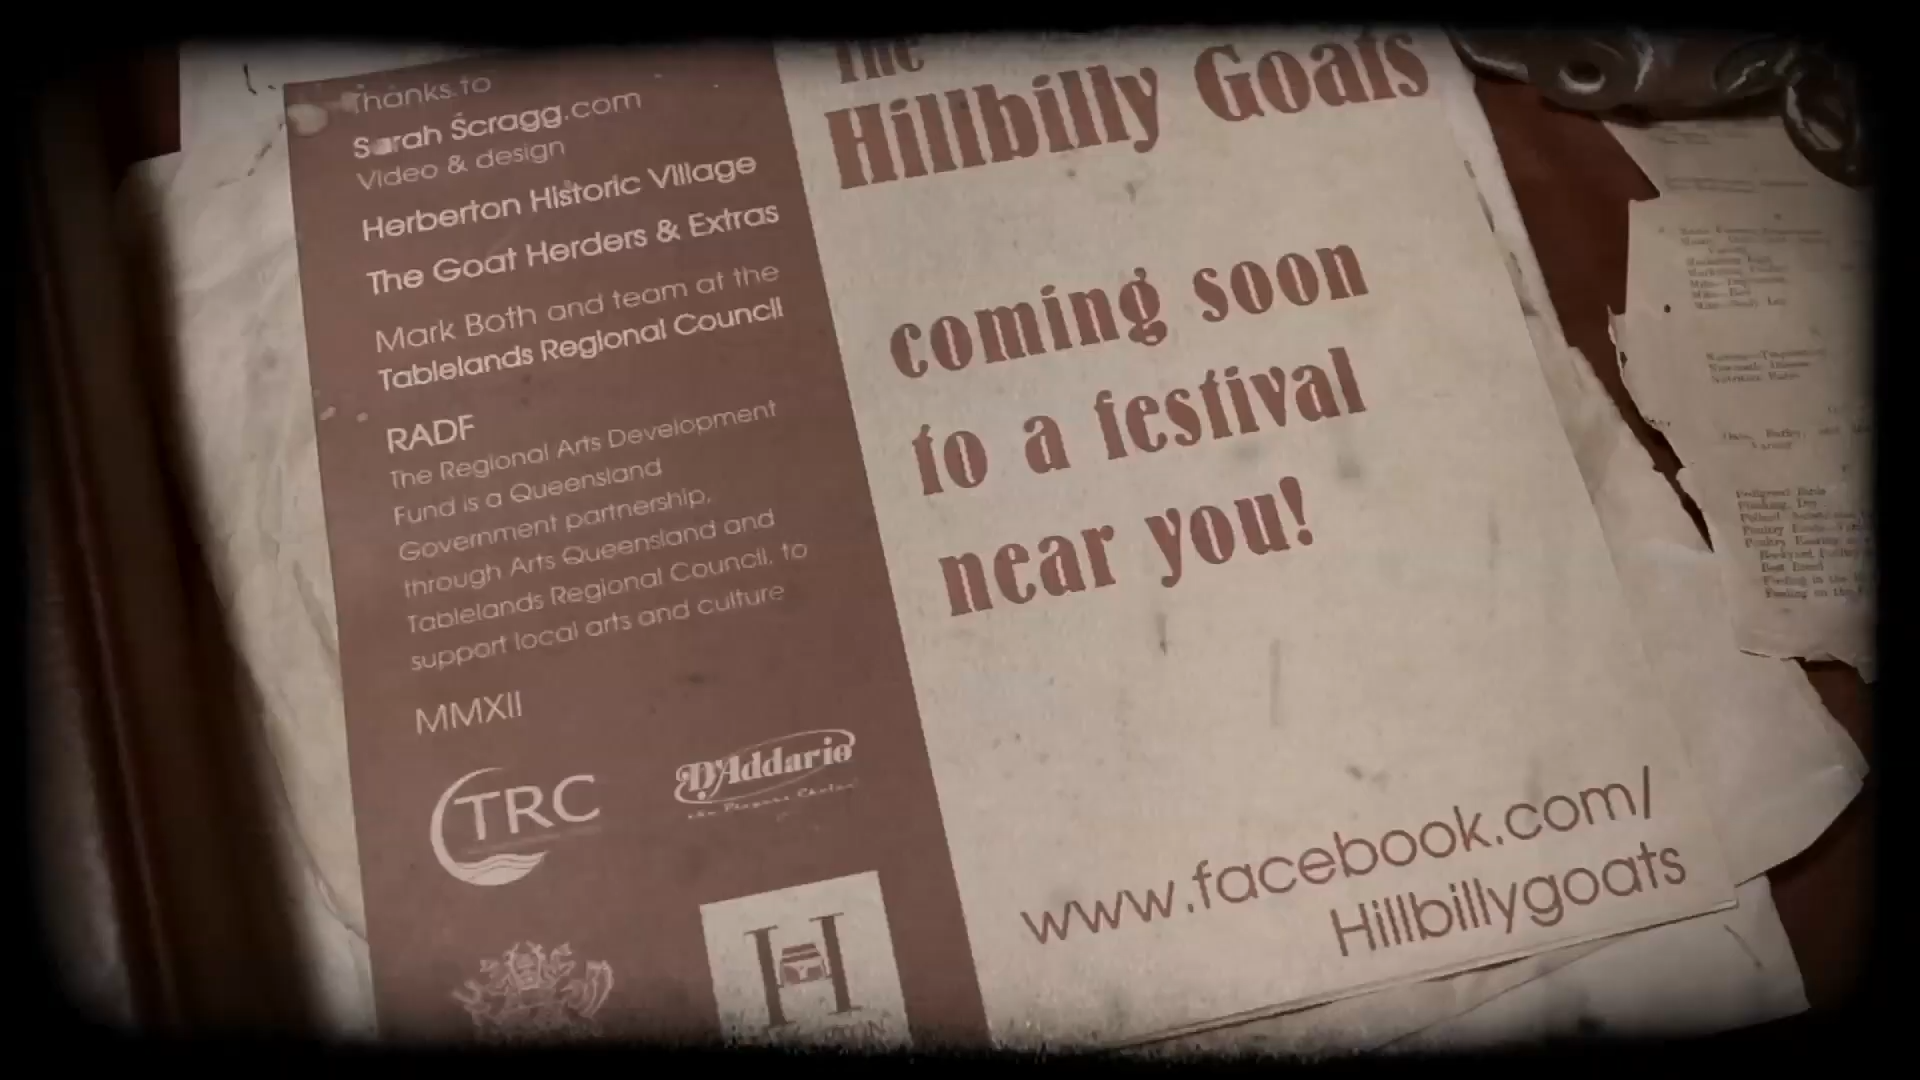 Thanks to
Sarah Scragg.com
Video & design
Herberton Historic Village
The Goat Herders & Extras
Mark Both and team at the
Tablelands Regional Council
RADF
The Regional Arts Development
Fund is a Queensland
Government partnership,
through Arts Queensland and
Tablelands Regional Council, to
support local arts and culture
MMXII
TRC
D'Addario
the Players Choice
H
The
Hillbilly Goats
coming soon
to a festival
near you!
www.facebook.com/
Hillbillygoats